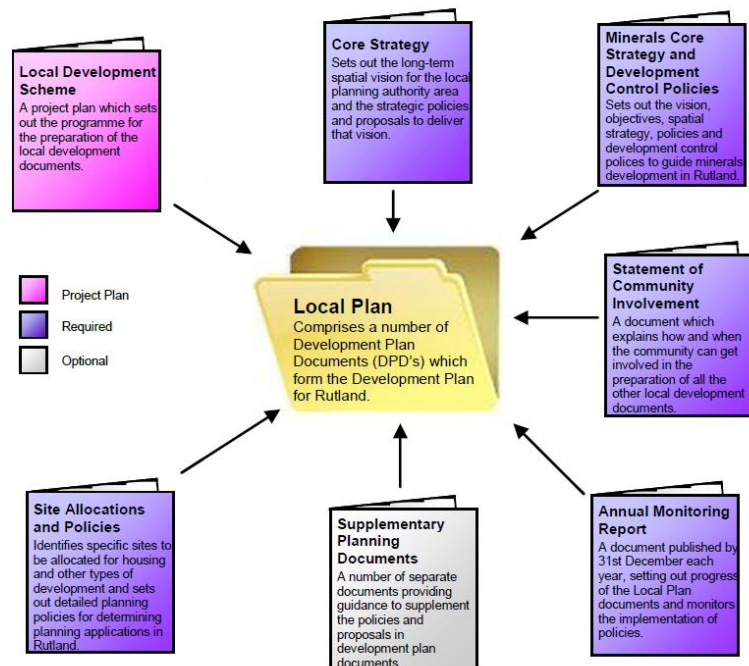 Local Development
Scheme
A project plan which sets
out the programme for
the preparation of the
local development
documents.
Core Strategy
Sets out the long-term
spatial vision for the local
planning authority area
and the strategic policies
and proposals to deliver
that vision.
Minerals Core
Strategy and
Development
Control Policies
Sets out the vision,
objectives, spatial
strategy, policies and
development control
polices to guide minerals
development in Rutland.
Project Plan
Required
Optional
Local Plan
Comprises a number of
Development Plan
Documents (DPD's) which
form the Development Plan
for Rutland.
Statement of
Community
Involvement
A document which
explains how and when
the community can get
involved in the
preparation of all the
other local development
documents.
Site Allocations
and Policies
Identifies specific sites to
be allocated for housing
and other types of
development and sets
out detailed planning
policies for determining
planning applications in
Rutland.
Supplementary
Planning
Documents
A number of separate
documents providing
guidance to supplement
the policies and
proposals in
development plan
documents
Annual Monitoring
Report
A document published by
31st December each
year, setting out progress
of the Local Plan
documents and monitors
the implementation of
policies.